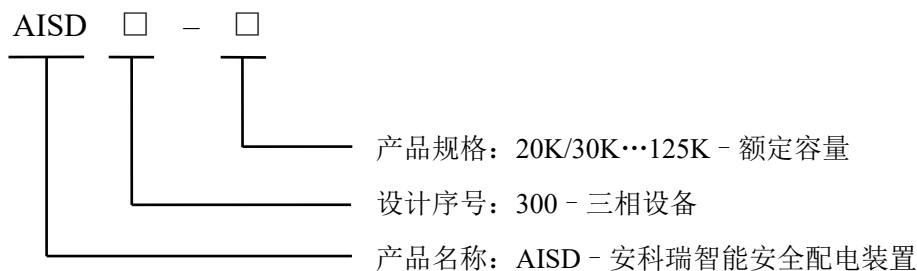 AISD □ – □
产品规格：20K/30K…125K－额定容量
设计序号：300－三相设备
产品名称：AISD－安科瑞智能安全配电装置